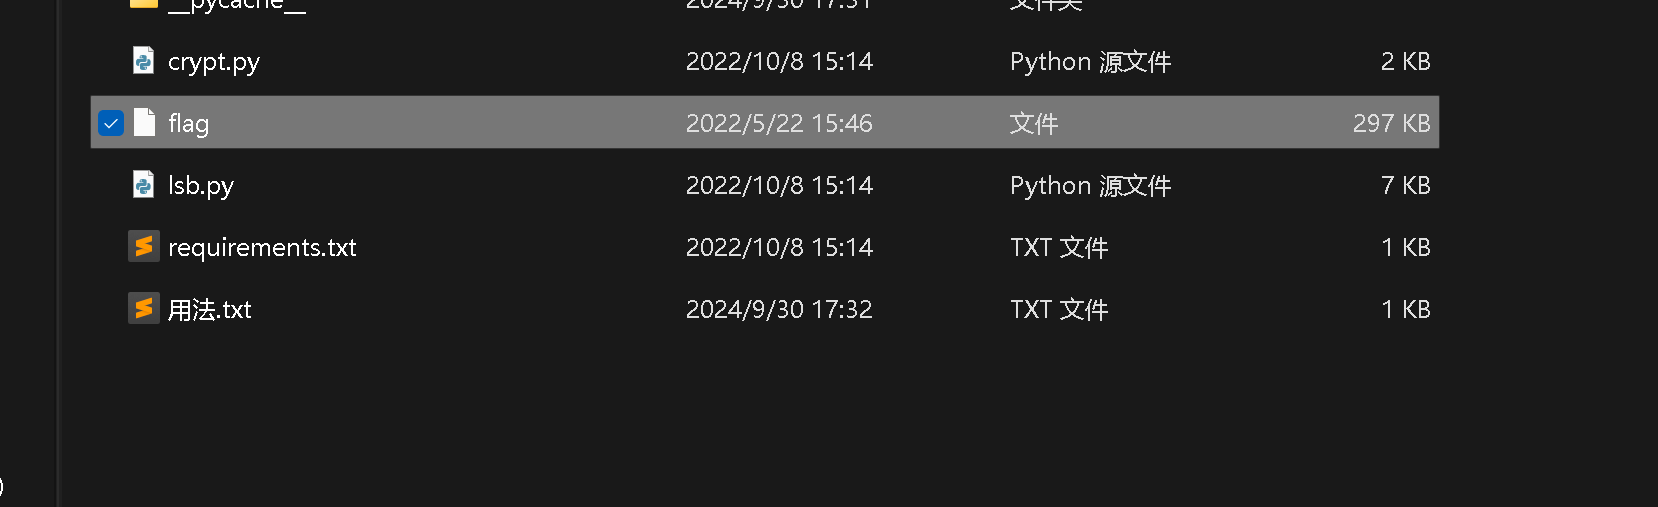 __pycache__ 2024/9/30 17:31 文件夹
crypt.py 2022/10/8 15:14 Python 源文件 2 KB
flag 2022/5/22 15:46 文件 297 KB
lsb.py 2022/10/8 15:14 Python 源文件 7 KB
requirements.txt 2022/10/8 15:14 TXT 文件 1 KB
用法.txt 2024/9/30 17:32 TXT 文件 1 KB
)